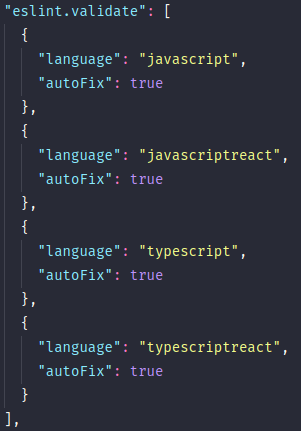 "eslint.validate": [
  {
    "language": "javascript",
    "autoFix": true
  },
  {
    "language": "javascriptreact",
    "autoFix": true
  },
  {
    "language": "typescript",
    "autoFix": true
  },
  {
    "language": "typescriptreact",
    "autoFix": true
  }
],